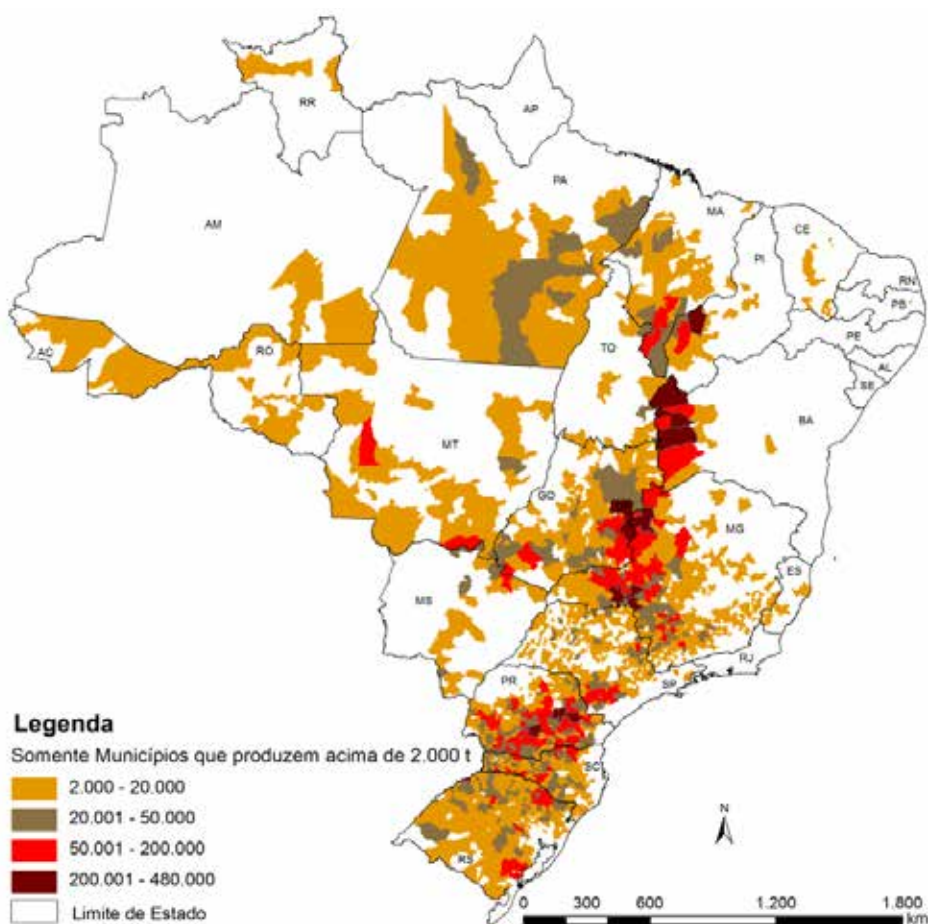 RR
AP
AM
PA
MA
CE
RN
PB
PI
PE
AL
SE
AC
RO
TO
BA
MT
GO
MG
ES
MS
RJ
SP
PR
SC
RS
N
Legenda
Somente Municípios que produzem acima de 2.000 t
2.000 - 20.000
20.001 - 50.000
50.001 - 200.000
200.001 - 480.000
Limite de Estado
0 300 600 1.200 1.800
km